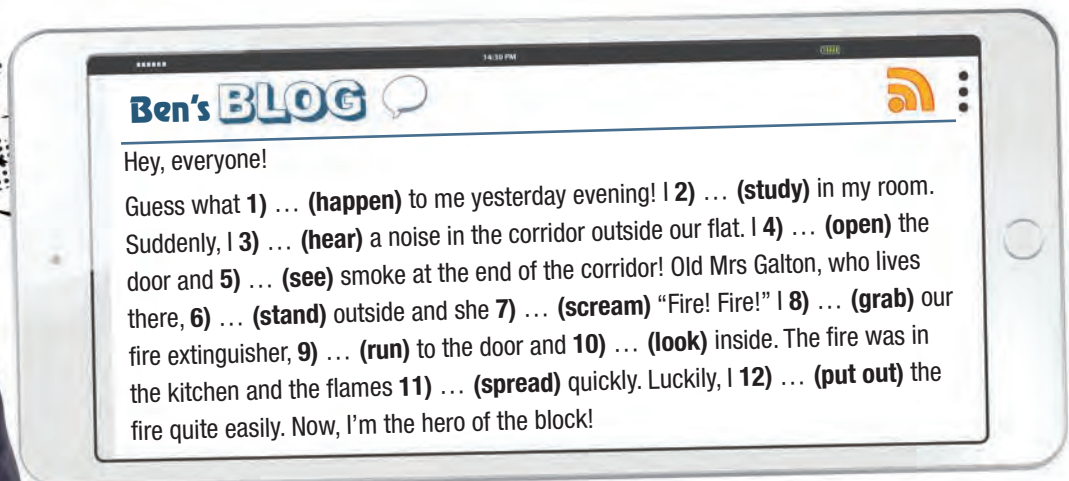 14:30 PM
Ben's BLOG
Hey, everyone!
Guess what 1) … (happen) to me yesterday evening! I 2) … (study) in my room.
Suddenly, I 3) … (hear) a noise in the corridor outside our flat. I 4) … (open) the
door and 5) … (see) smoke at the end of the corridor! Old Mrs Galton, who lives
there, 6) … (stand) outside and she 7) … (scream) “Fire! Fire!” I 8) … (grab) our
fire extinguisher, 9) … (run) to the door and 10) … (look) inside. The fire was in
the kitchen and the flames 11) … (spread) quickly. Luckily, I 12) … (put out) the
fire quite easily. Now, I’m the hero of the block!